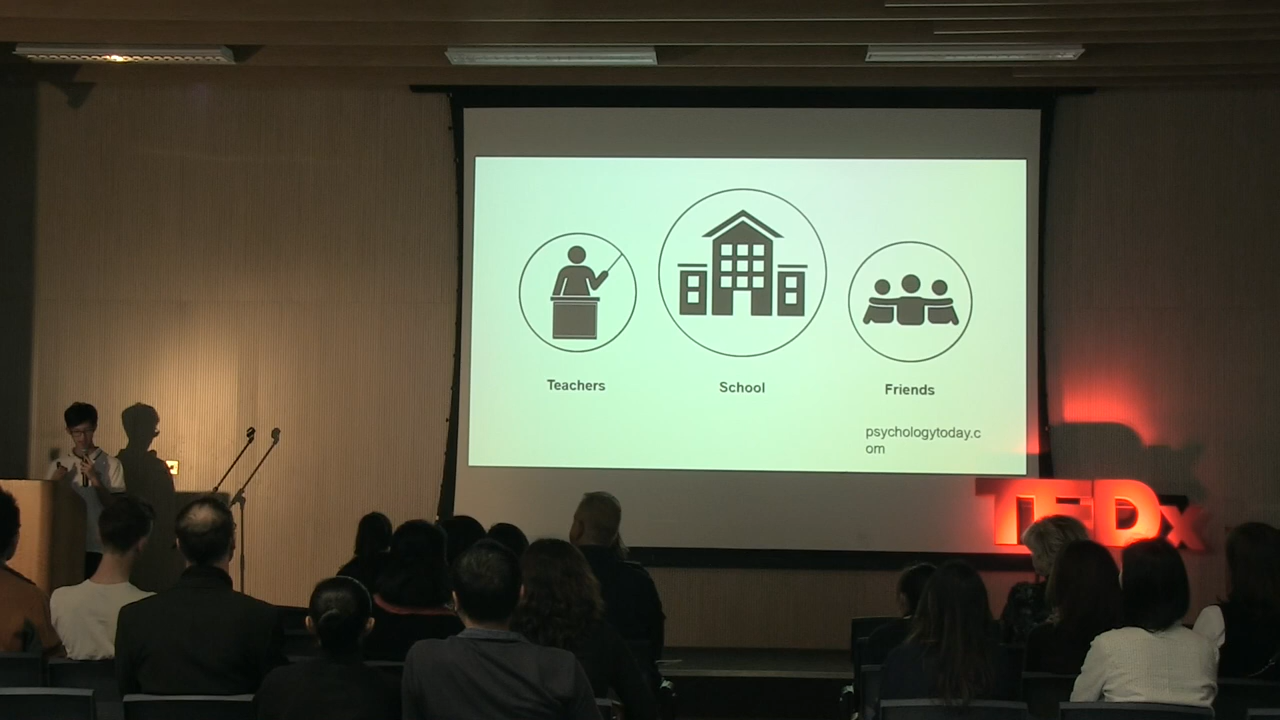 Teachers
School
Friends
psychologytoday.c
om
TEDx